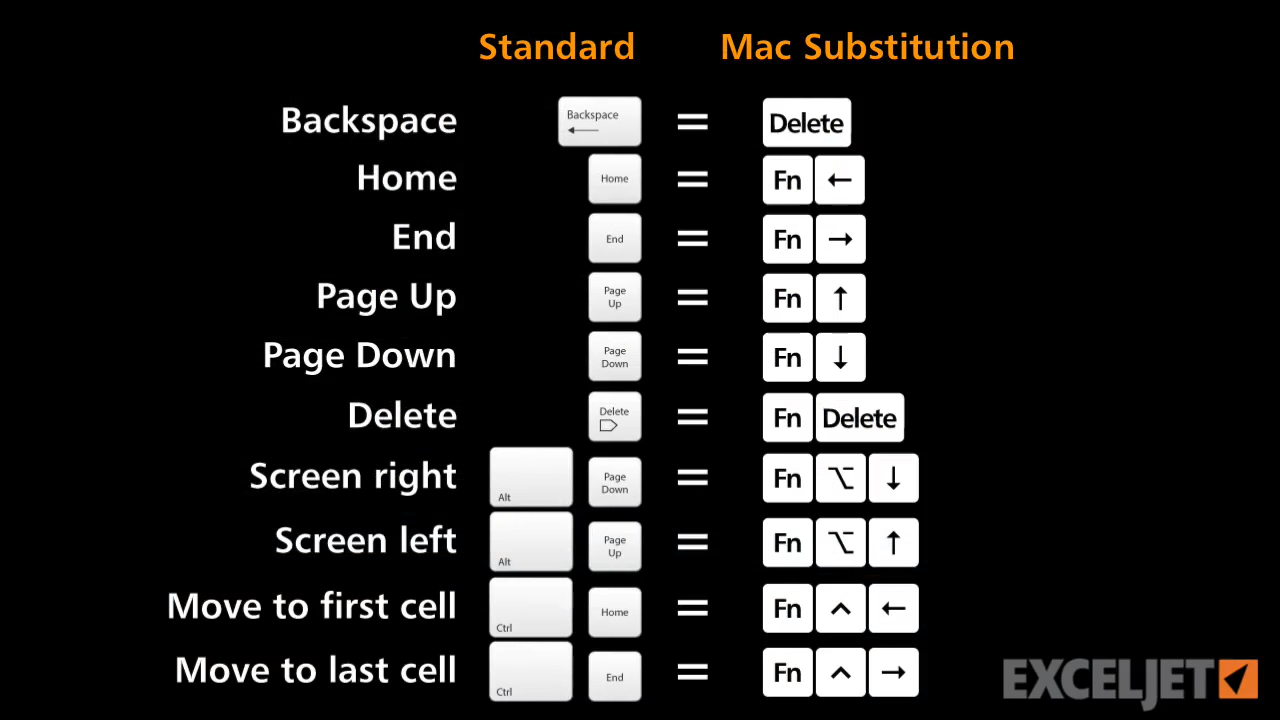 Standard Mac Substitution
Backspace Backspace ← = Delete
Home Home = Fn ←
End End = Fn →
Page Up Page Up = Fn ↑
Page Down Page Down = Fn ↓
Delete Delete = Fn Delete
Screen right Alt Page Down = Fn ⌥ ↓
Screen left Alt Page Up = Fn ⌥ ↑
Move to first cell Ctrl Home = Fn ^ ←
Move to last cell Ctrl End = Fn ^ →
EXCELJET